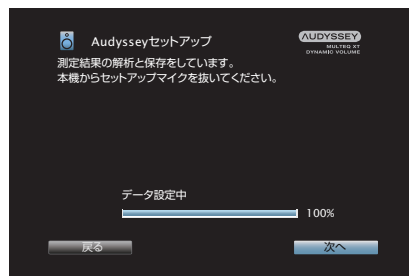 Audysseyセットアップ
AUDYSSEY
MULTEQ XT
DYNAMIC VOLUME
測定結果の解析と保存をしています。
本機からセットアップマイクを抜いてください。
データ設定中
100%
戻る
次へ